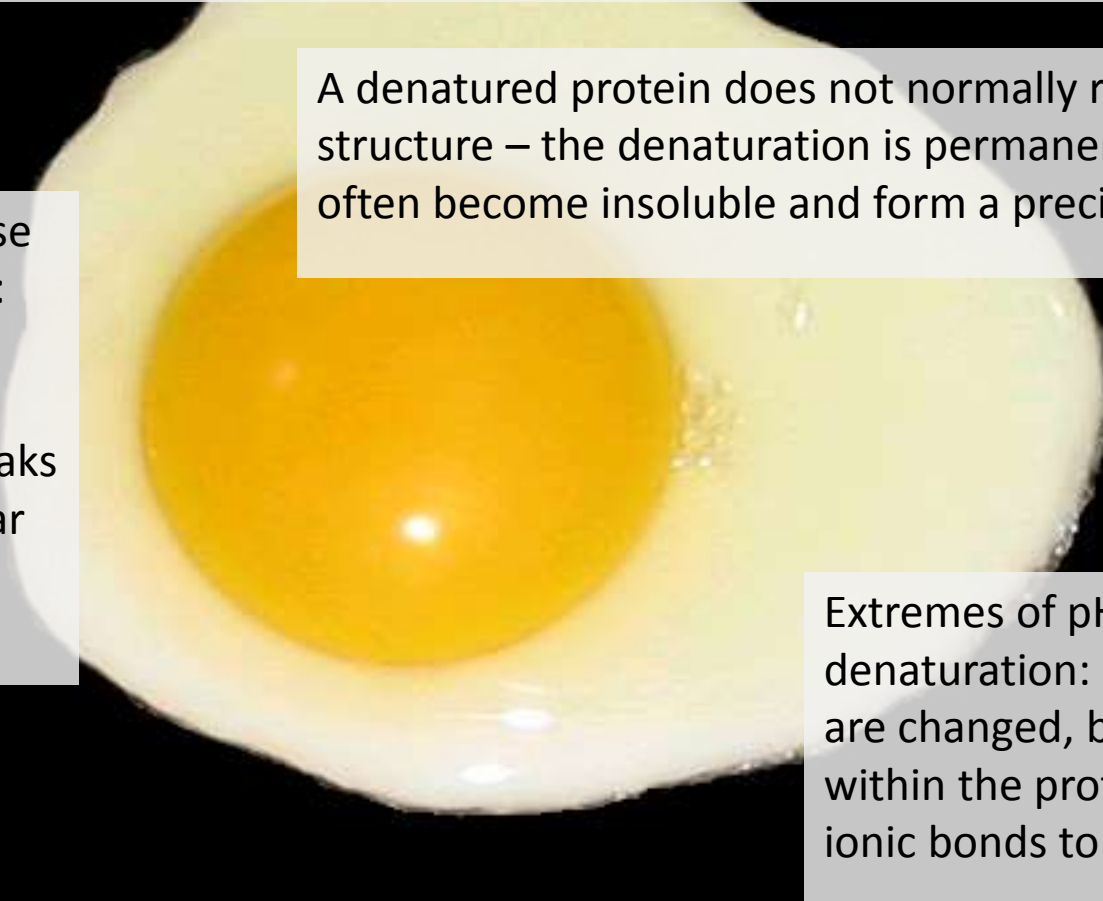 A denatured protein does not normally r
structure – the denaturation is permane
often become insoluble and form a preci
se
:
aks
ar
Extremes of pH
denaturation:
are changed, b
within the prot
ionic bonds to